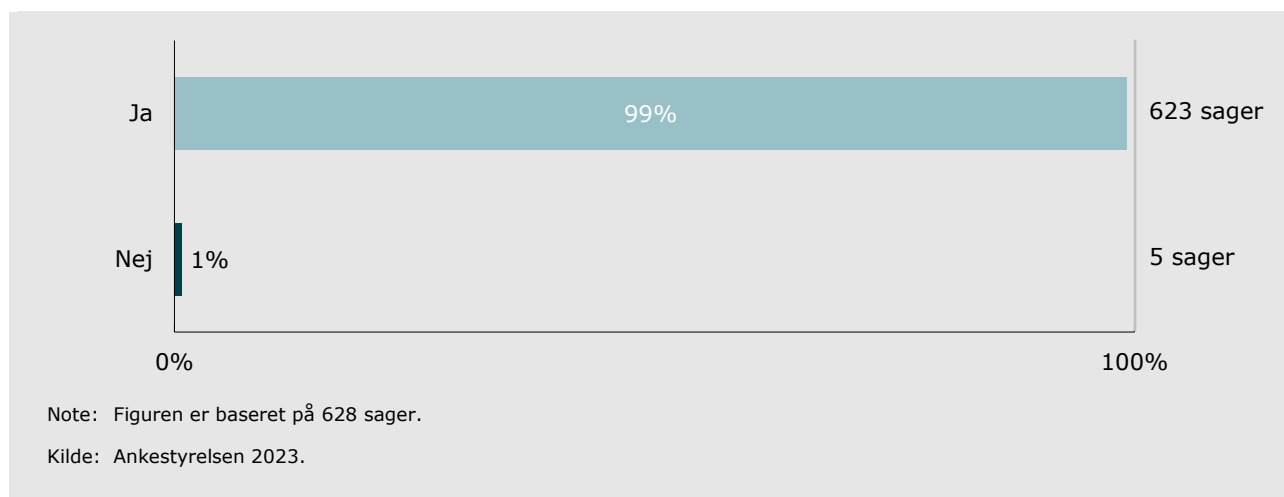 Ja 99% 623 sager
Nej 1% 5 sager
0% 100%
Note: Figuren er baseret på 628 sager.
Kilde: Ankestyrelsen 2023.